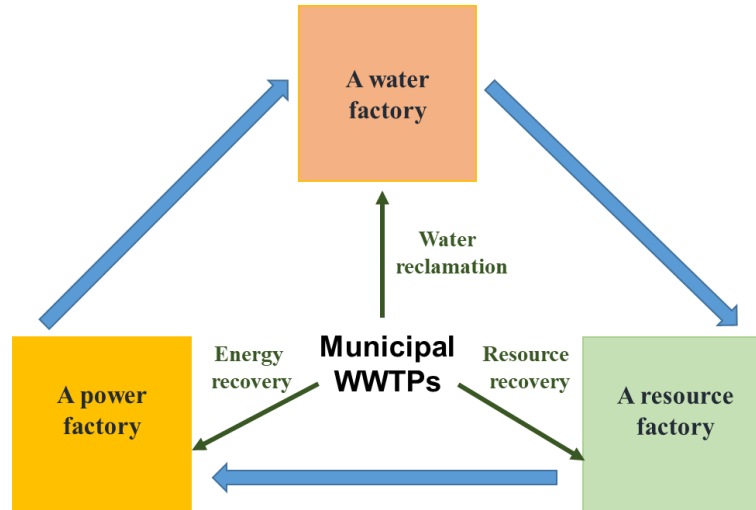 A water
factory
Water
reclamation
Energy
recovery
Municipal
WWTPs
Resource
recovery
A power
factory
A resource
factory